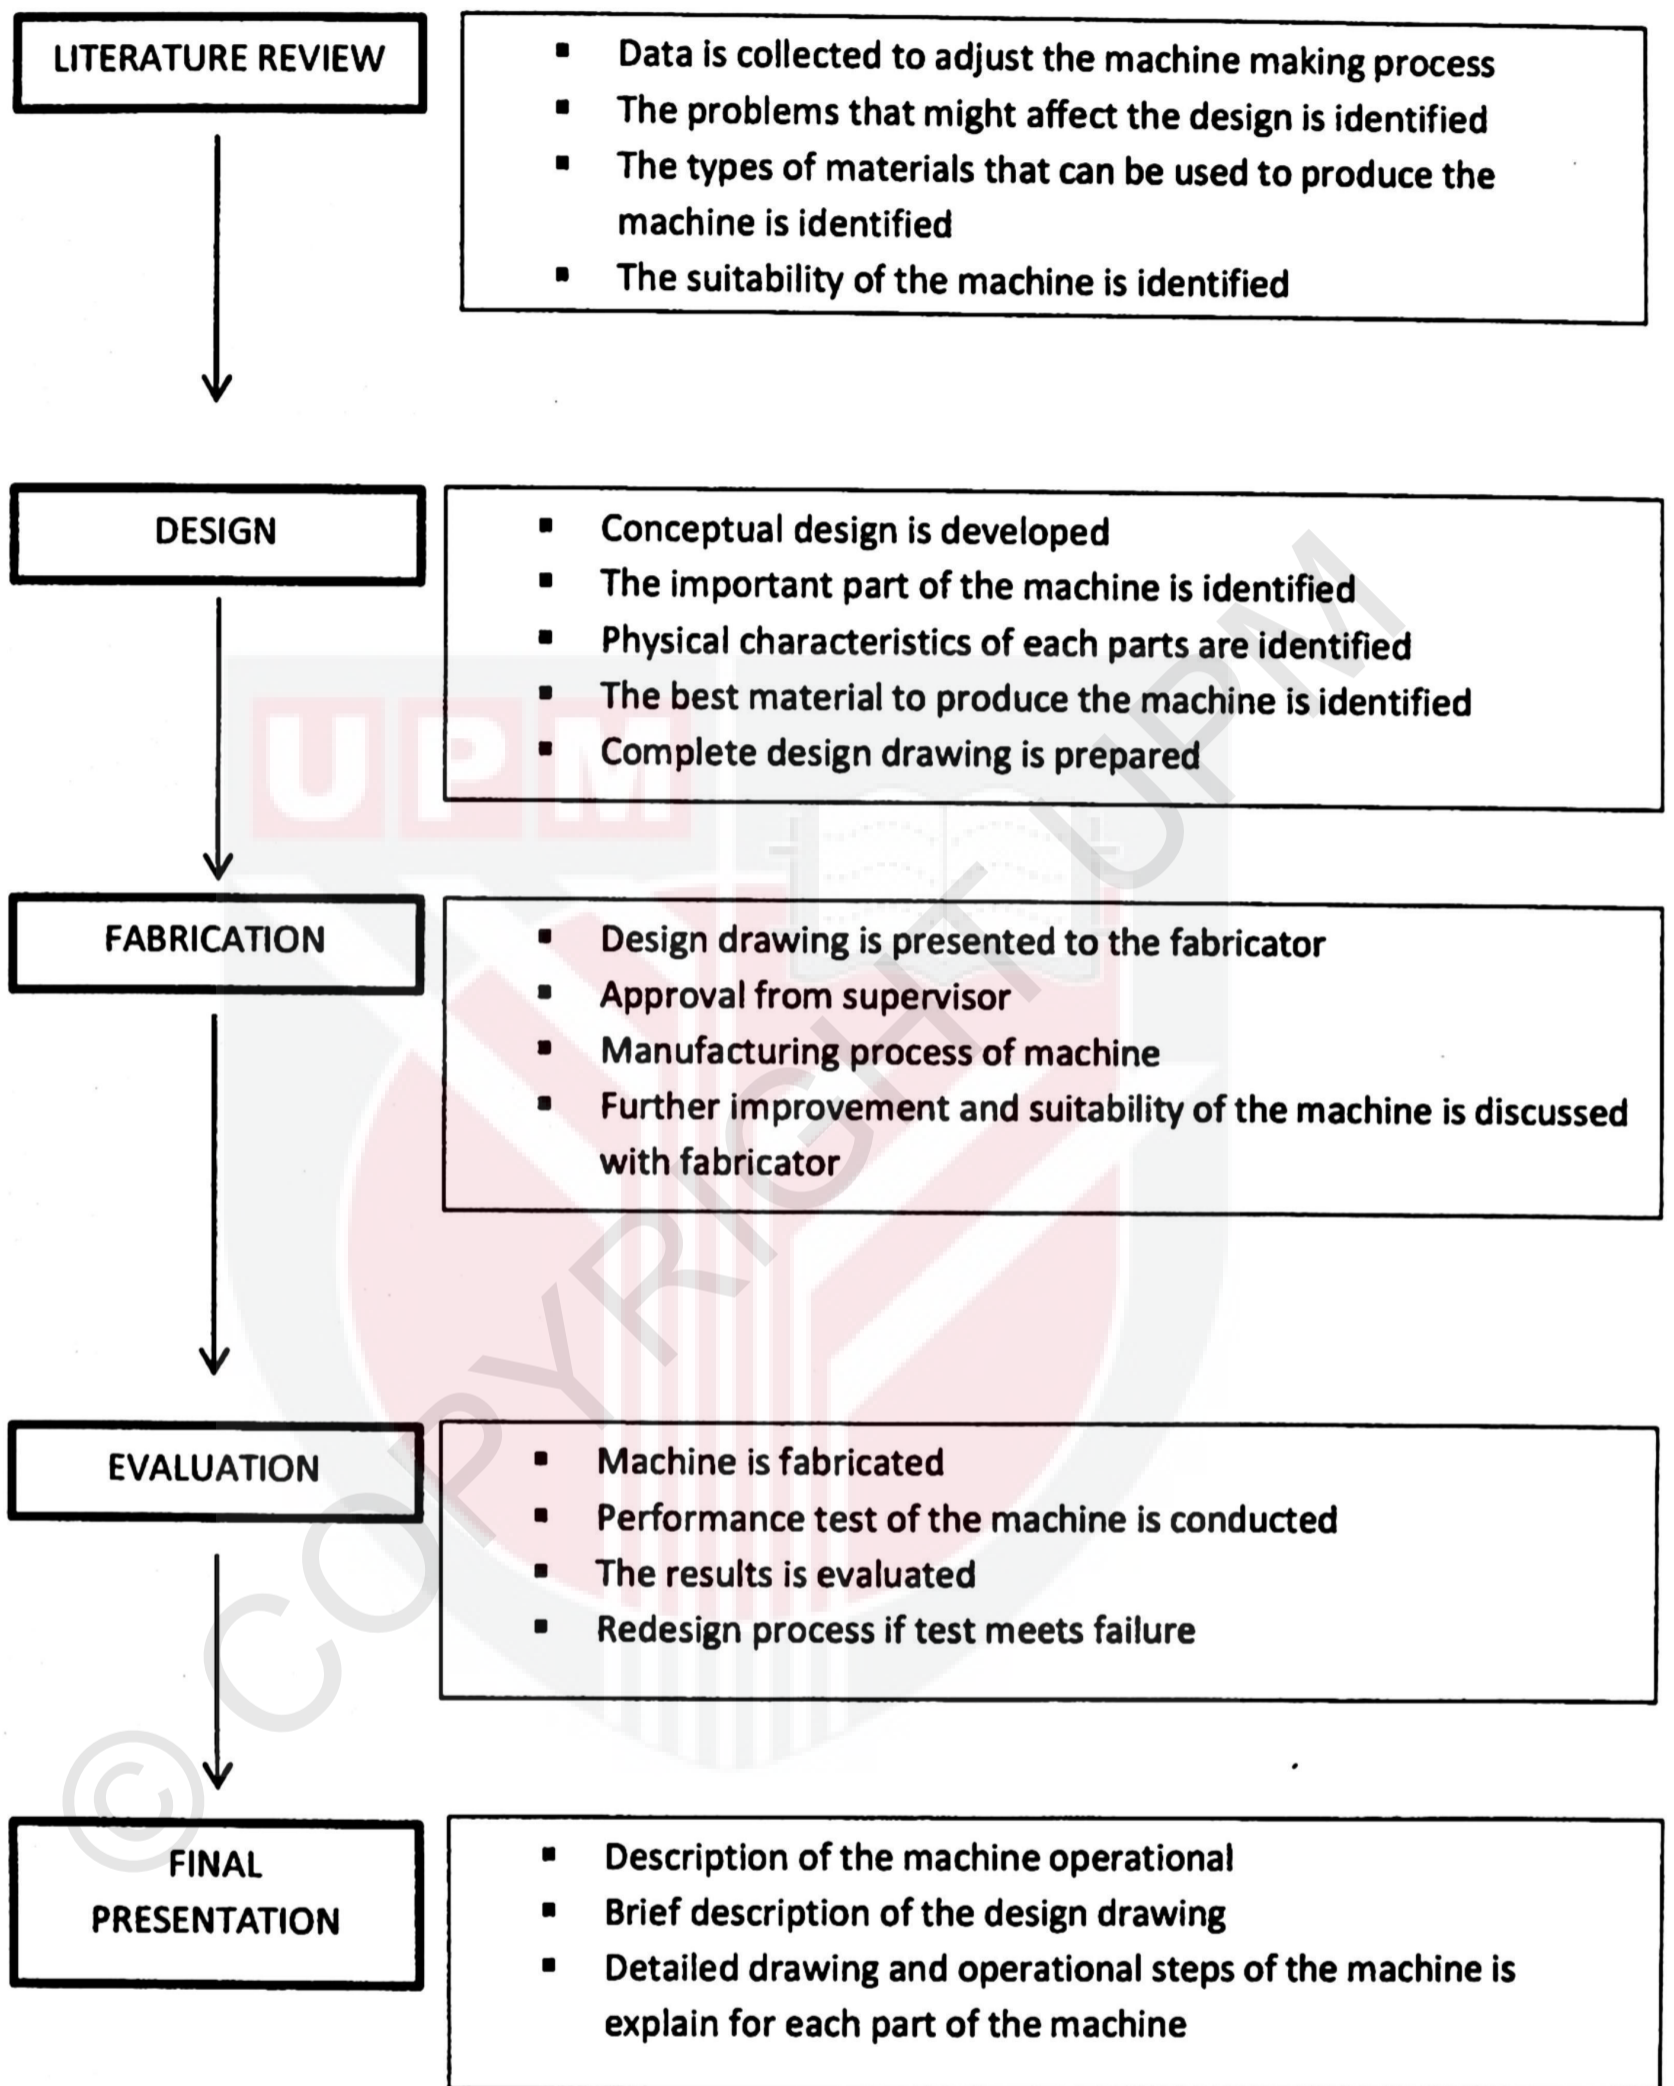 LITERATURE REVIEW
▪ Data is collected to adjust the machine making process
▪ The problems that might affect the design is identified
▪ The types of materials that can be used to produce the
machine is identified
▪ The suitability of the machine is identified
DESIGN
▪ Conceptual design is developed
▪ The important part of the machine is identified
▪ Physical characteristics of each parts are identified
▪ The best material to produce the machine is identified
▪ Complete design drawing is prepared
UPM
FABRICATION
▪ Design drawing is presented to the fabricator
▪ Approval from supervisor
▪ Manufacturing process of machine
▪ Further improvement and suitability of the machine is discussed
with fabricator
EVALUATION
▪ Machine is fabricated
▪ Performance test of the machine is conducted
▪ The results is evaluated
▪ Redesign process if test meets failure
FINAL
PRESENTATION
▪ Description of the machine operational
▪ Brief description of the design drawing
▪ Detailed drawing and operational steps of the machine is
explain for each part of the machine
© COPYRIGHT UPM